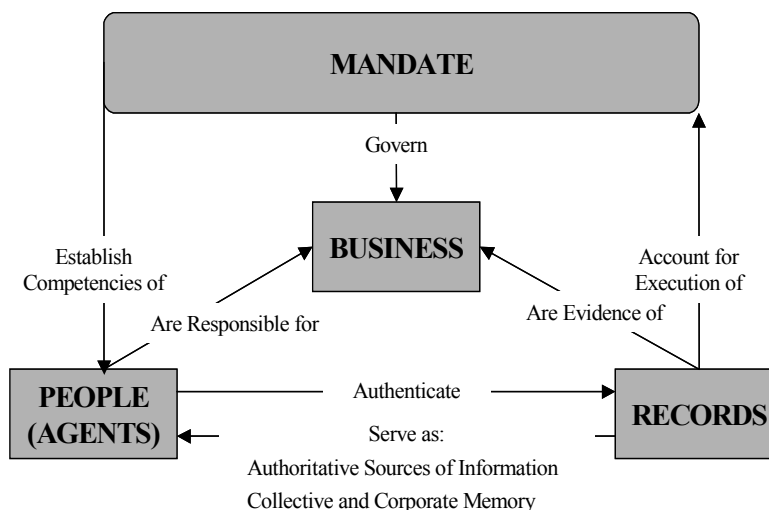 MANDATE
Govern
BUSINESS
Establish
Competencies of
Account for
Execution of
Are Responsible for
Are Evidence of
PEOPLE
(AGENTS)
Authenticate
RECORDS
Serve as:
Authoritative Sources of Information
Collective and Corporate Memory